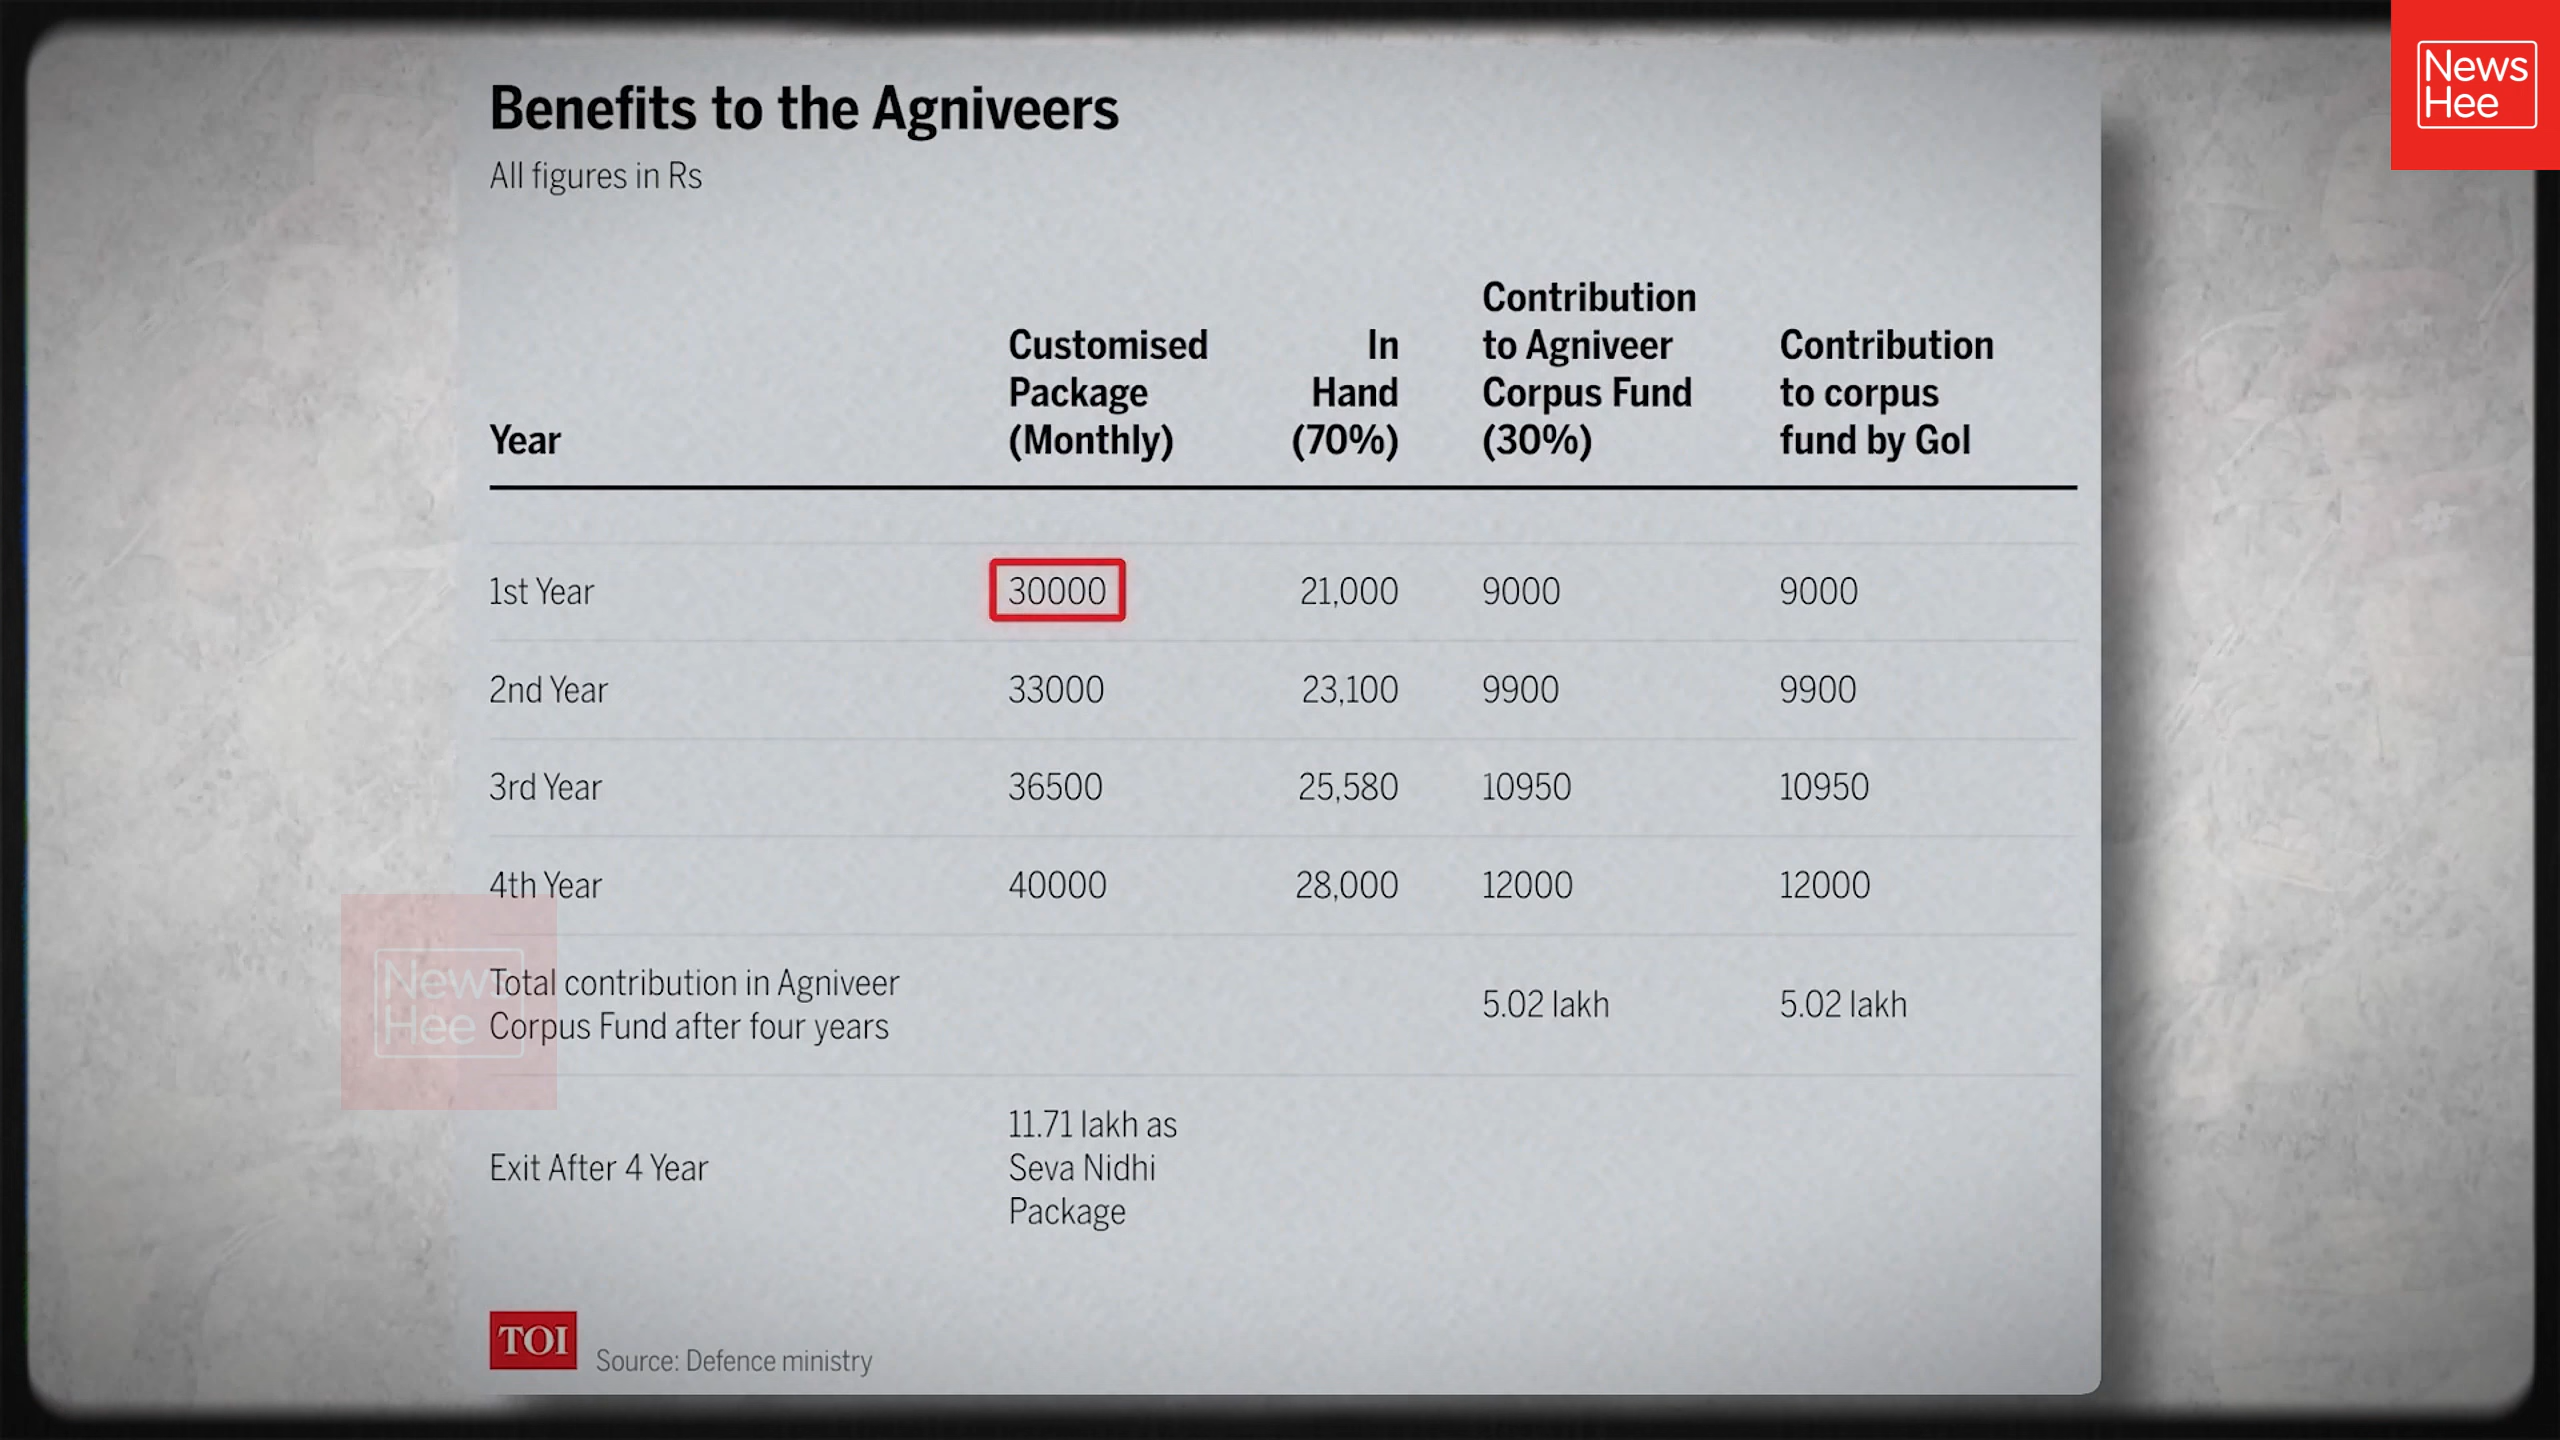 News
Hee
Benefits to the Agniveers
All figures in Rs
Year
Customised
Package
(Monthly)
In
Hand
(70%)
Contribution
to Agniveer
Corpus Fund
(30%)
Contribution
to corpus
fund by GoI
1st Year 30000 21,000 9000 9000
2nd Year 33000 23,100 9900 9900
3rd Year 36500 25,580 10950 10950
4th Year 40000 28,000 12000 12000
News
Hee
Total contribution in Agniveer
Corpus Fund after four years
5.02 lakh 5.02 lakh
Exit After 4 Year
11.71 lakh as
Seva Nidhi
Package
TOI Source: Defence ministry